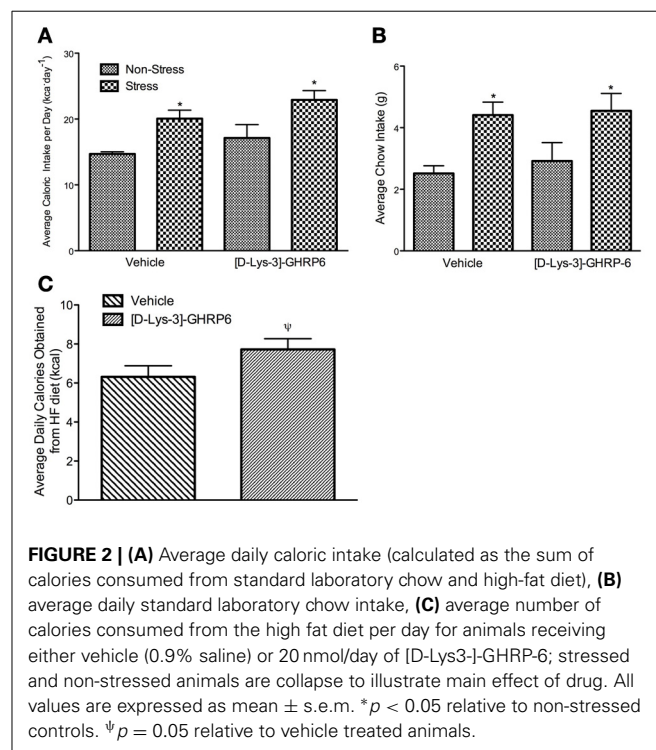 A
Average Caloric Intake per Day (kca·day-1)
30
20
10
0
Non-Stress
Stress
*
*
Vehicle
[D-Lys-3]-GHRP6
B
Average Chow Intake (g)
6
4
2
0
*
*
Vehicle
[D-Lys-3]-GHRP-6
C
Average Daily Calories Obtained
from HF diet (kcal)
10
8
6
4
2
0
Vehicle
[D-Lys-3]-GHRP6
ψ
FIGURE 2 | (A) Average daily caloric intake (calculated as the sum of
calories consumed from standard laboratory chow and high-fat diet), (B)
average daily standard laboratory chow intake, (C) average number of
calories consumed from the high fat diet per day for animals receiving
either vehicle (0.9% saline) or 20 nmol/day of [D-Lys3-]-GHRP-6; stressed
and non-stressed animals are collapse to illustrate main effect of drug. All
values are expressed as mean ± s.e.m. *p < 0.05 relative to non-stressed
controls. ψp = 0.05 relative to vehicle treated animals.